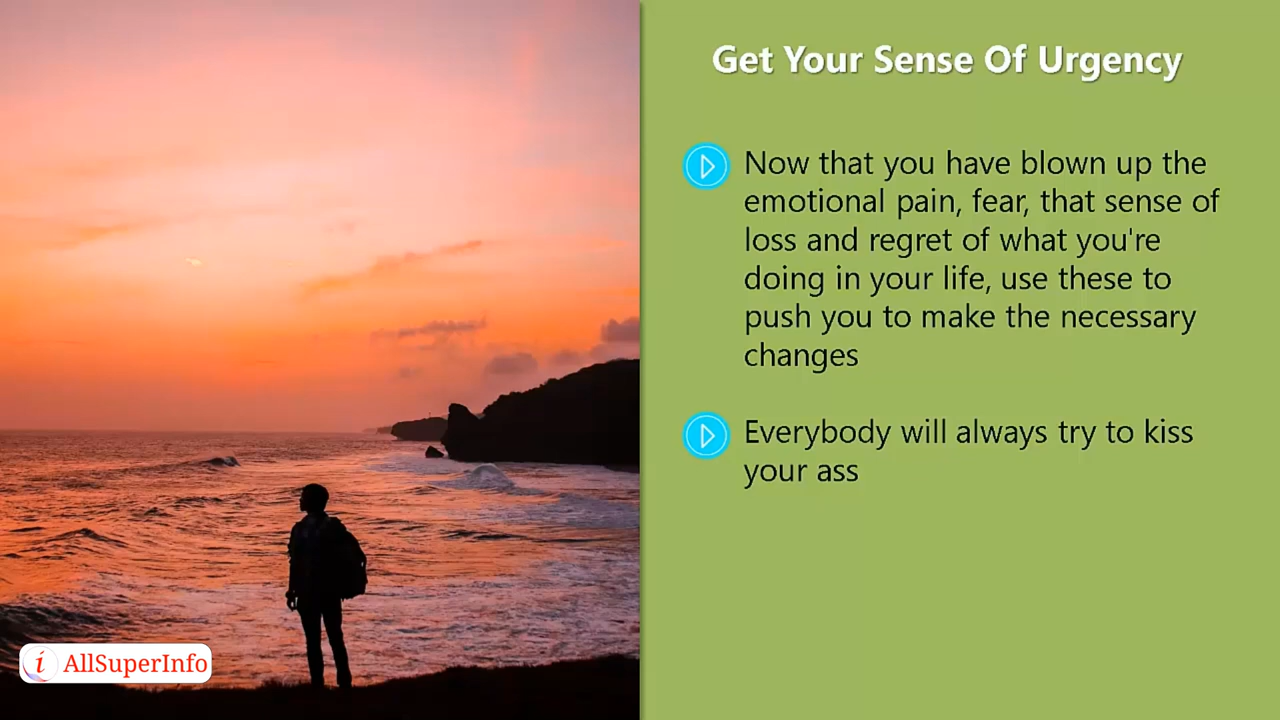 Get Your Sense Of Urgency
Now that you have blown up the
emotional pain, fear, that sense of
loss and regret of what you're
doing in your life, use these to
push you to make the necessary
changes
Everybody will always try to kiss
your ass
i AllSuperInfo